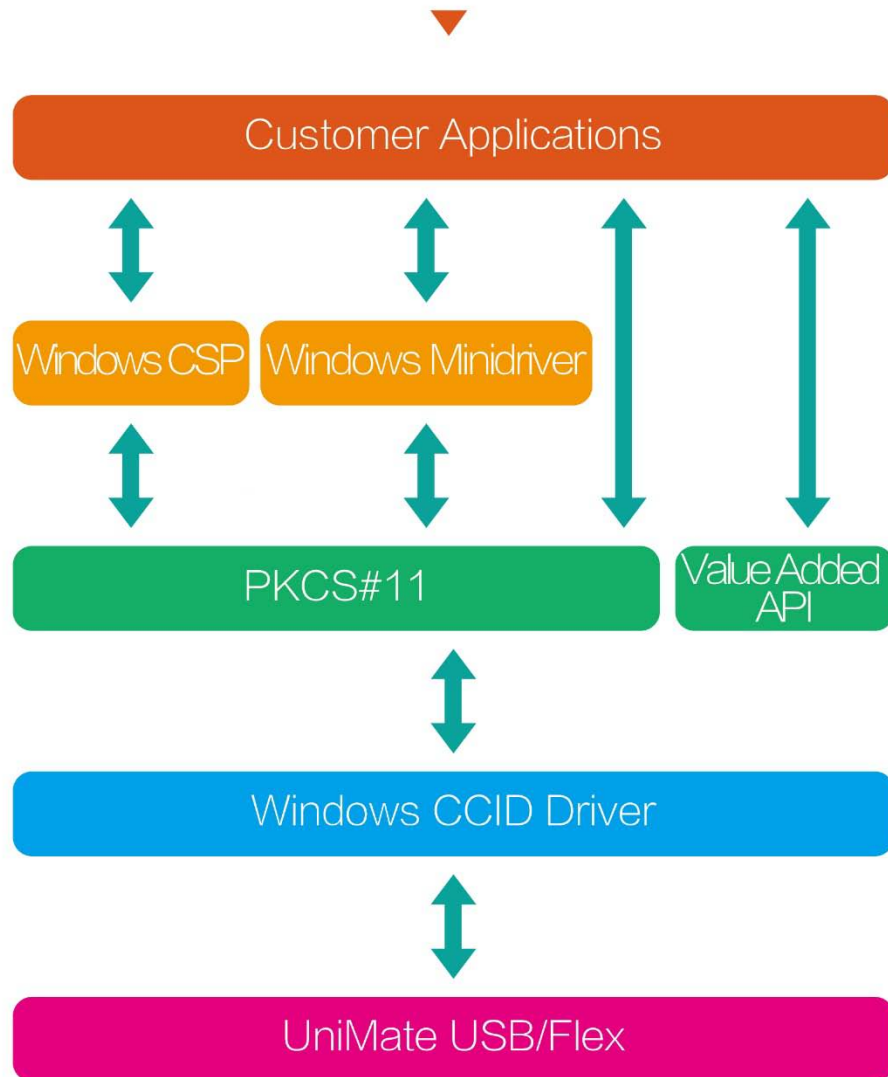 Customer Applications
Windows CSP
Windows Minidriver
PKCS#11
Value Added
API
Windows CCID Driver
UniMate USB/Flex